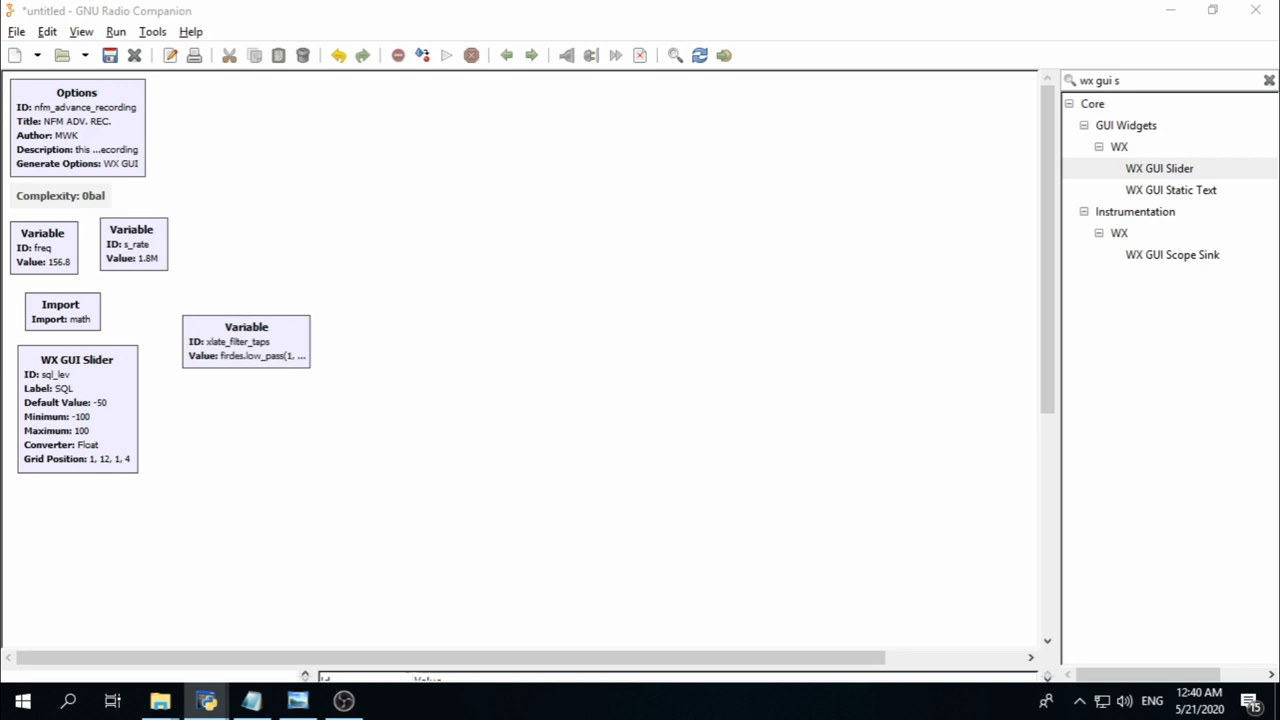 *untitled - GNU Radio Companion
File Edit View Run Tools Help
wx gui s
Options
ID: nfm_advance_recording
Title: NFM ADV. REC.
Author: MWK
Description: this ...ecording
Generate Options: WX GUI
Complexity: 0bal
Variable
ID: freq
Value: 156.8
Variable
ID: s_rate
Value: 1.8M
Import
Import: math
Variable
ID: xlate_filter_taps
Value: firdes.low_pass(1, ...
WX GUI Slider
ID: sql_lev
Label: SQL
Default Value: -50
Minimum: -100
Maximum: 100
Converter: Float
Grid Position: 1, 12, 1, 4
Core
GUI Widgets
WX
WX GUI Slider
WX GUI Static Text
Instrumentation
WX
WX GUI Scope Sink
Id Value
ENG
12:40 AM
5/21/2020
15